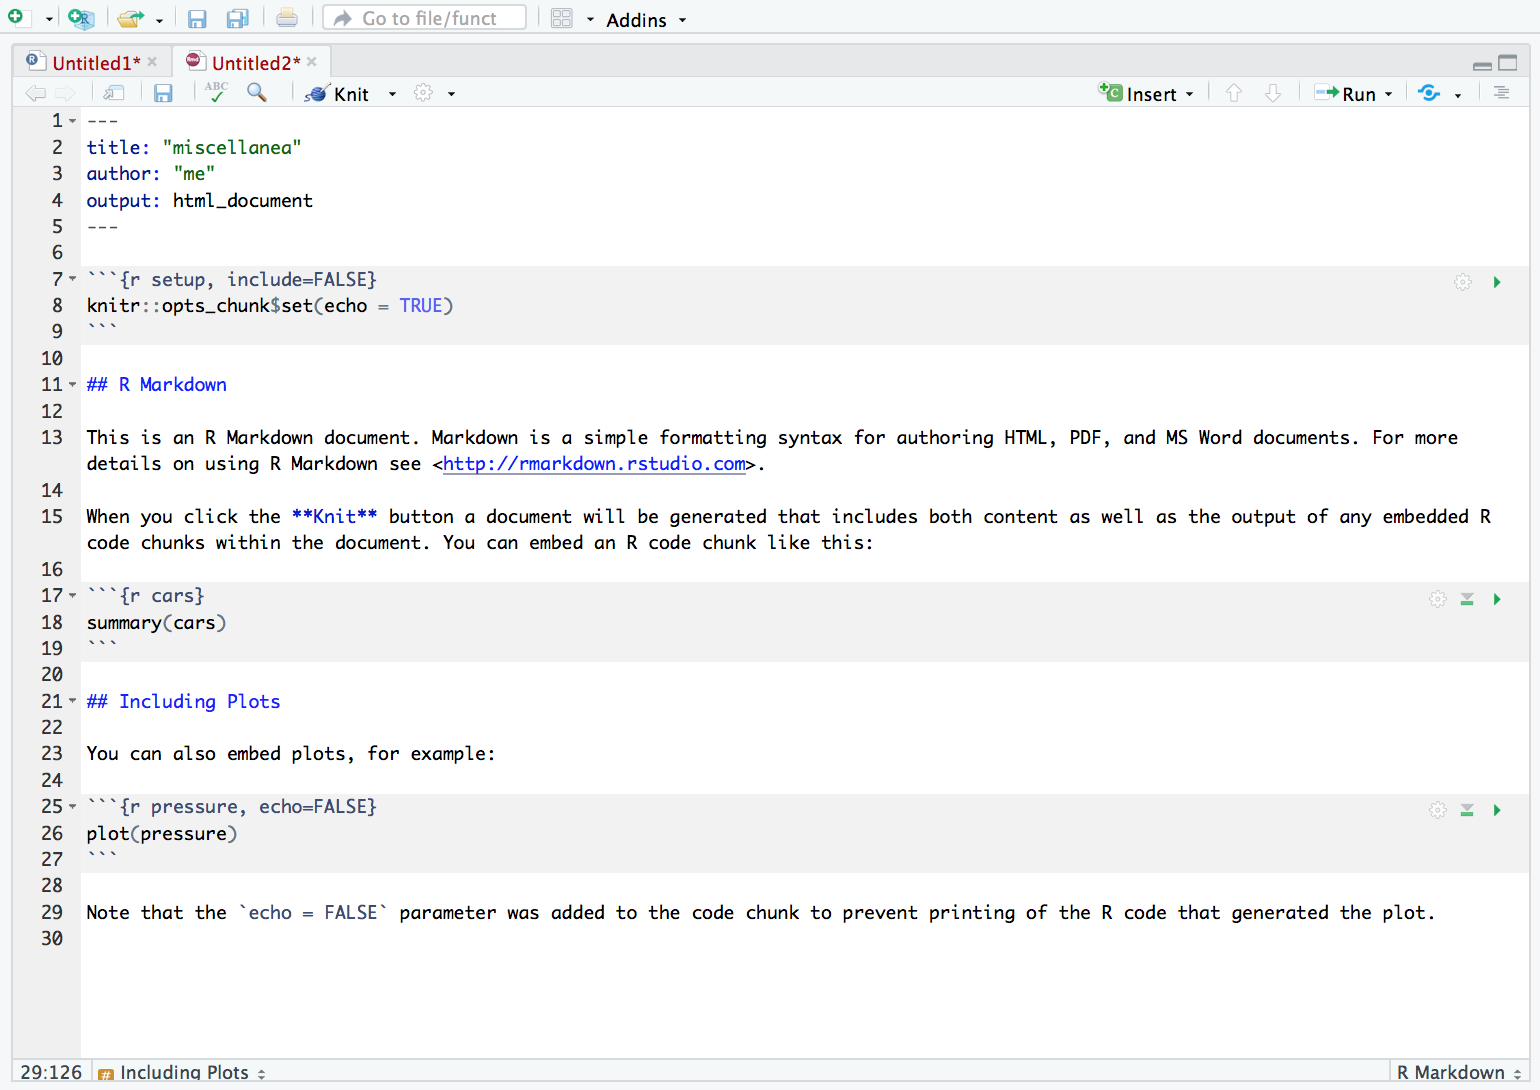 Go to file/funct
Addins
Untitled1*
Untitled2*
ABC
Knit
Insert
Run
1 ---
2 title: "miscellanea"
3 author: "me"
4 output: html_document
5 ---
6
7 ```{r setup, include=FALSE}
8 knitr::opts_chunk$set(echo = TRUE)
9 ```
10
11 ## R Markdown
12
13 This is an R Markdown document. Markdown is a simple formatting syntax for authoring HTML, PDF, and MS Word documents. For more
details on using R Markdown see <http://rmarkdown.rstudio.com>.
14
15 When you click the **Knit** button a document will be generated that includes both content as well as the output of any embedded R
code chunks within the document. You can embed an R code chunk like this:
16
17 ```{r cars}
18 summary(cars)
19 ```
20
21 ## Including Plots
22
23 You can also embed plots, for example:
24
25 ```{r pressure, echo=FALSE}
26 plot(pressure)
27 ```
28
29 Note that the `echo = FALSE` parameter was added to the code chunk to prevent printing of the R code that generated the plot.
30
29:126 # Including Plots R Markdown